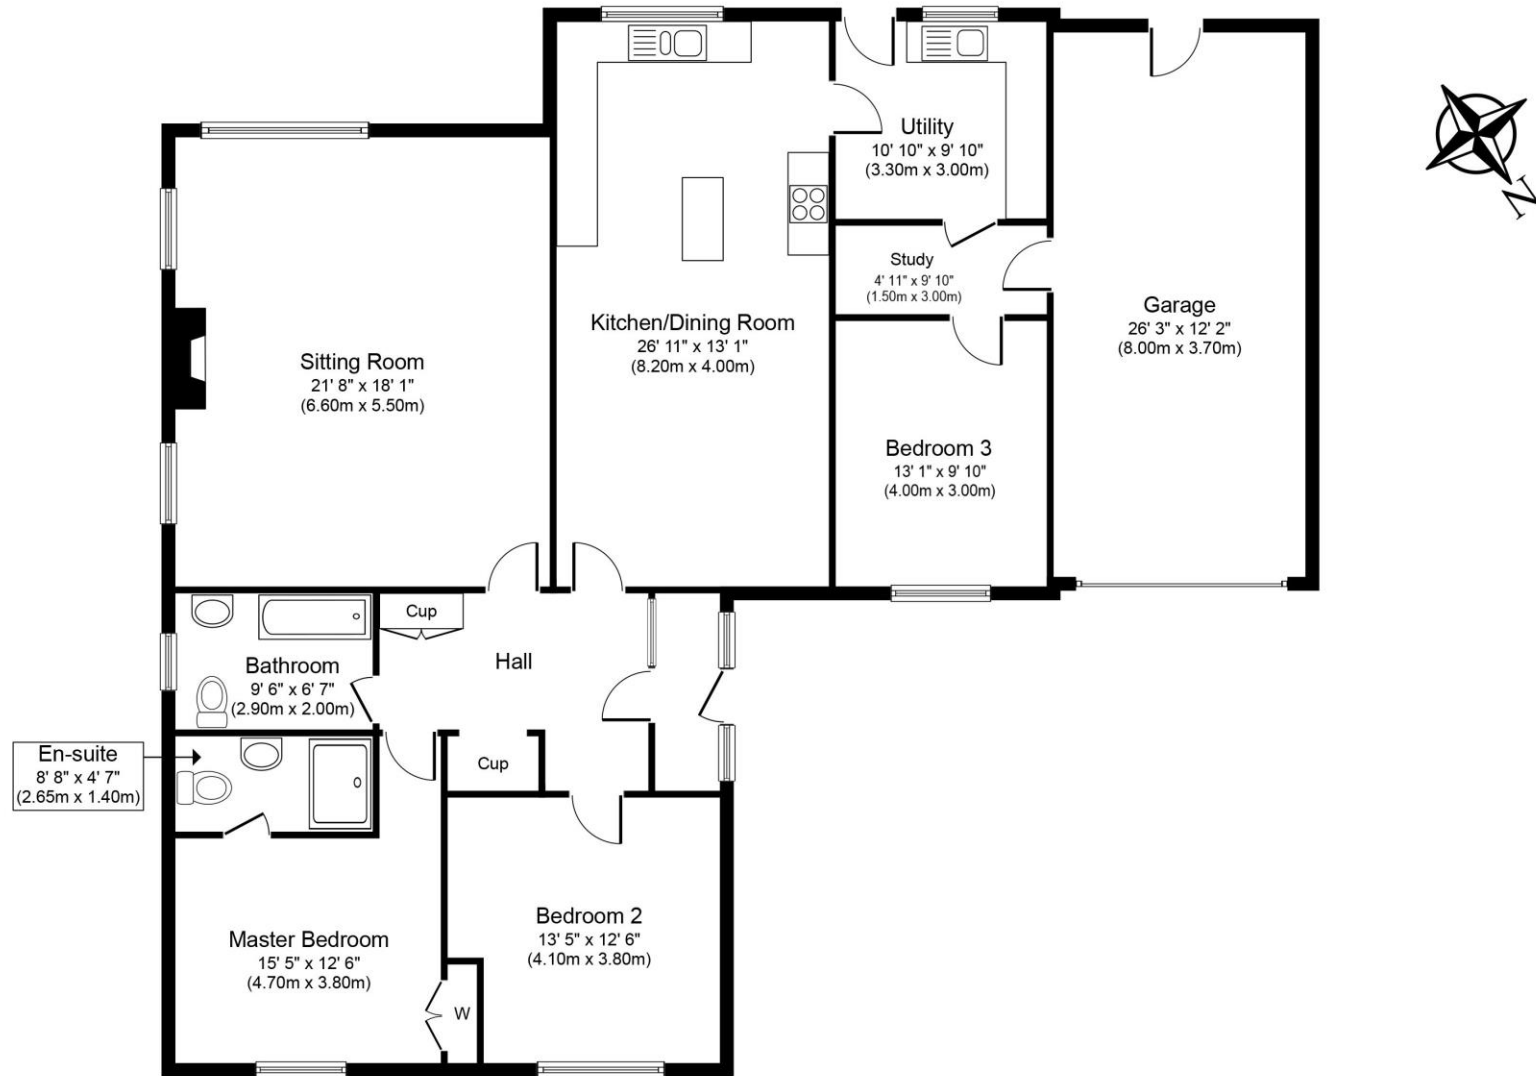 Utility
10' 10" x 9' 10"
(3.30m x 3.00m)
N
Study
4' 11" x 9' 10"
(1.50m x 3.00m)
Garage
26' 3" x 12' 2"
(8.00m x 3.70m)
Kitchen/Dining Room
26' 11" x 13' 1"
(8.20m x 4.00m)
Sitting Room
21' 8" x 18' 1"
(6.60m x 5.50m)
Bedroom 3
13' 1" x 9' 10"
(4.00m x 3.00m)
Cup
Hall
Bathroom
9' 6" x 6' 7"
(2.90m x 2.00m)
En-suite
8' 8" x 4' 7"
(2.65m x 1.40m)
Cup
Master Bedroom
15' 5" x 12' 6"
(4.70m x 3.80m)
Bedroom 2
13' 5" x 12' 6"
(4.10m x 3.80m)
W